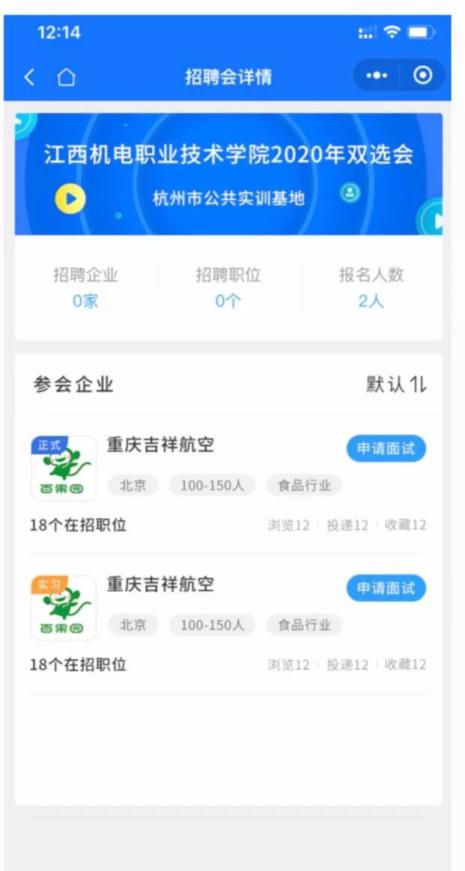 12:14
招聘会详情
江西机电职业技术学院2020年双选会
杭州市公共实训基地
招聘企业 招聘职位 报名人数
0家 0个 2人
参会企业 默认
正式 重庆吉祥航空 申请面试
百果园 北京 100-150人 食品行业
18个在招职位 浏览12 投递12 收藏12
实习 重庆吉祥航空 申请面试
百果园 北京 100-150人 食品行业
18个在招职位 浏览12 投递12 收藏12